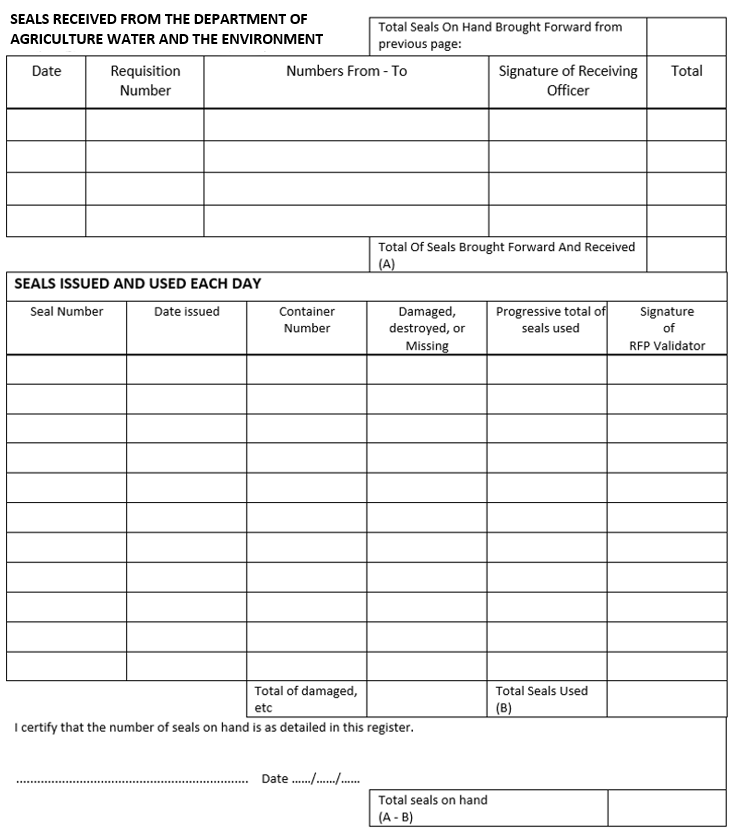 SEALS RECEIVED FROM THE DEPARTMENT OF
AGRICULTURE WATER AND THE ENVIRONMENT
Total Seals On Hand Brought Forward from
previous page:
Date
Requisition
Number
Numbers From - To
Signature of Receiving
Officer
Total
Total Of Seals Brought Forward And Received
(A)
SEALS ISSUED AND USED EACH DAY
Seal Number
Date issued
Container
Number
Damaged,
destroyed, or
Missing
Progressive total of
seals used
Signature
of
RFP Validator
Total of damaged,
etc
Total Seals Used
(B)
I certify that the number of seals on hand is as detailed in this register.
.................................................................. Date ....../....../......
Total seals on hand
(A - B)